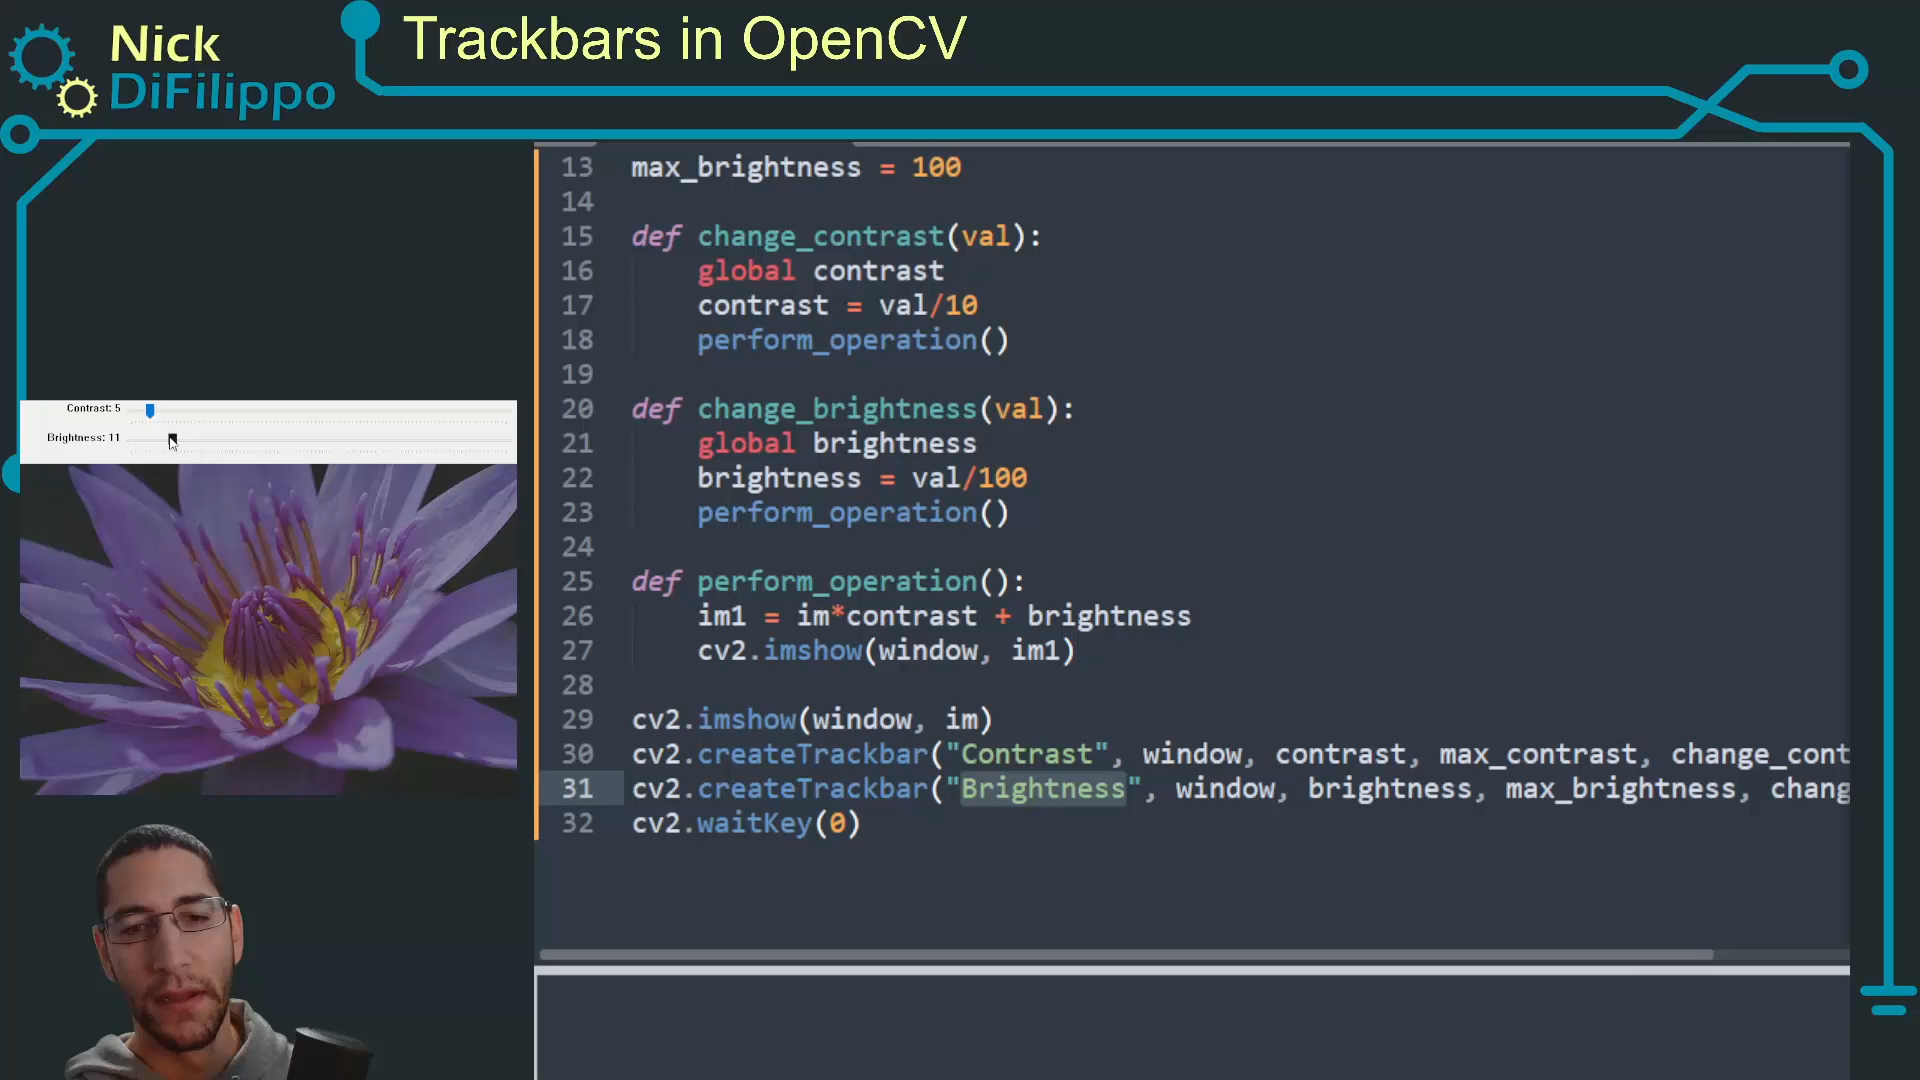 Nick
DiFilippo
Trackbars in OpenCV
Contrast: 5
Brightness: 11
13 max_brightness = 100
14
15 def change_contrast(val):
16 global contrast
17 contrast = val/10
18 perform_operation()
19
20 def change_brightness(val):
21 global brightness
22 brightness = val/100
23 perform_operation()
24
25 def perform_operation():
26 im1 = im*contrast + brightness
27 cv2.imshow(window, im1)
28
29 cv2.imshow(window, im)
30 cv2.createTrackbar("Contrast", window, contrast, max_contrast, change_cont
31 cv2.createTrackbar("Brightness", window, brightness, max_brightness, chang
32 cv2.waitKey(0)